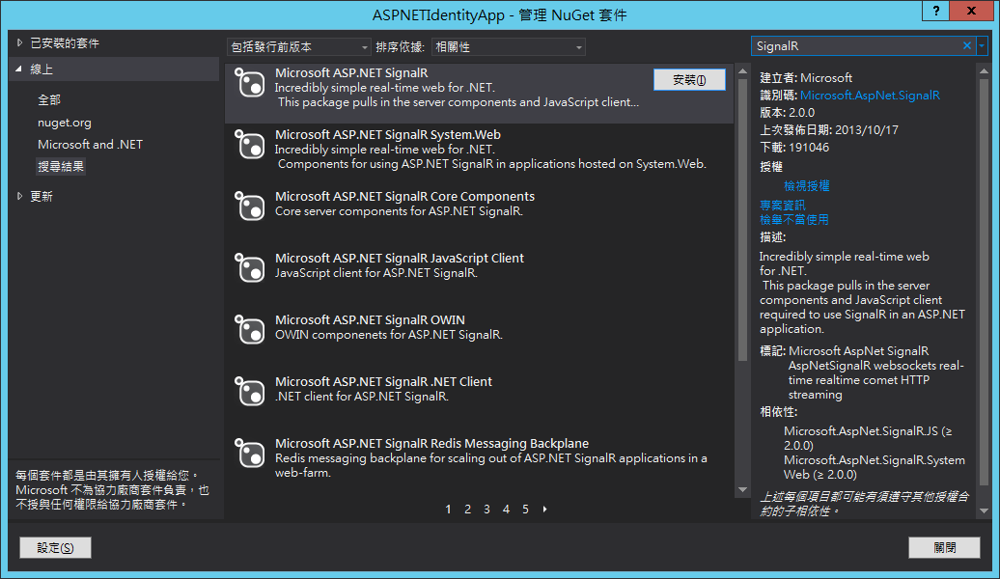 ASPNETIdentityApp - 管理 NuGet 套件
已安裝的套件
線上
全部
nuget.org
Microsoft and .NET
搜尋結果
更新
每個套件都是由其擁有人授權給您。
Microsoft 不為協力廠商套件負責，也
不授與任何權限給協力廠商套件。
設定(S)
包括發行前版本
排序依據:
相關性
Microsoft ASP.NET SignalR
Incredibly simple real-time web for .NET.
This package pulls in the server components and JavaScript client...
安裝(I)
Microsoft ASP.NET SignalR System.Web
Incredibly simple real-time web for .NET.
Components for using ASP.NET SignalR in applications hosted on System.Web.
Microsoft ASP.NET SignalR Core Components
Core server components for ASP.NET SignalR.
Microsoft ASP.NET SignalR JavaScript Client
JavaScript client for ASP.NET SignalR.
Microsoft ASP.NET SignalR OWIN
OWIN componenets for ASP.NET SignalR.
Microsoft ASP.NET SignalR .NET Client
.NET client for ASP.NET SignalR.
Microsoft ASP.NET SignalR Redis Messaging Backplane
Redis messaging backplane for scaling out of ASP.NET SignalR applications in a
web-farm.
1 2 3 4 5
SignalR
建立者: Microsoft
識別碼: Microsoft.AspNet.SignalR
版本: 2.0.0
上次發佈日期: 2013/10/17
下載: 191046
授權
檢視授權
專案資訊
檢舉不當使用
描述:
Incredibly simple real-time web
for .NET.
This package pulls in the server
components and JavaScript client
required to use SignalR in an ASP.NET
application.
標記: Microsoft AspNet SignalR
AspNetSignalR websockets real-
time realtime comet HTTP
streaming
相依性:
Microsoft.AspNet.SignalR.JS (≥
2.0.0)
Microsoft.AspNet.SignalR.System
Web (≥ 2.0.0)
上述每個項目都可能有須遵守其他授權合
約的子相依性。
關閉